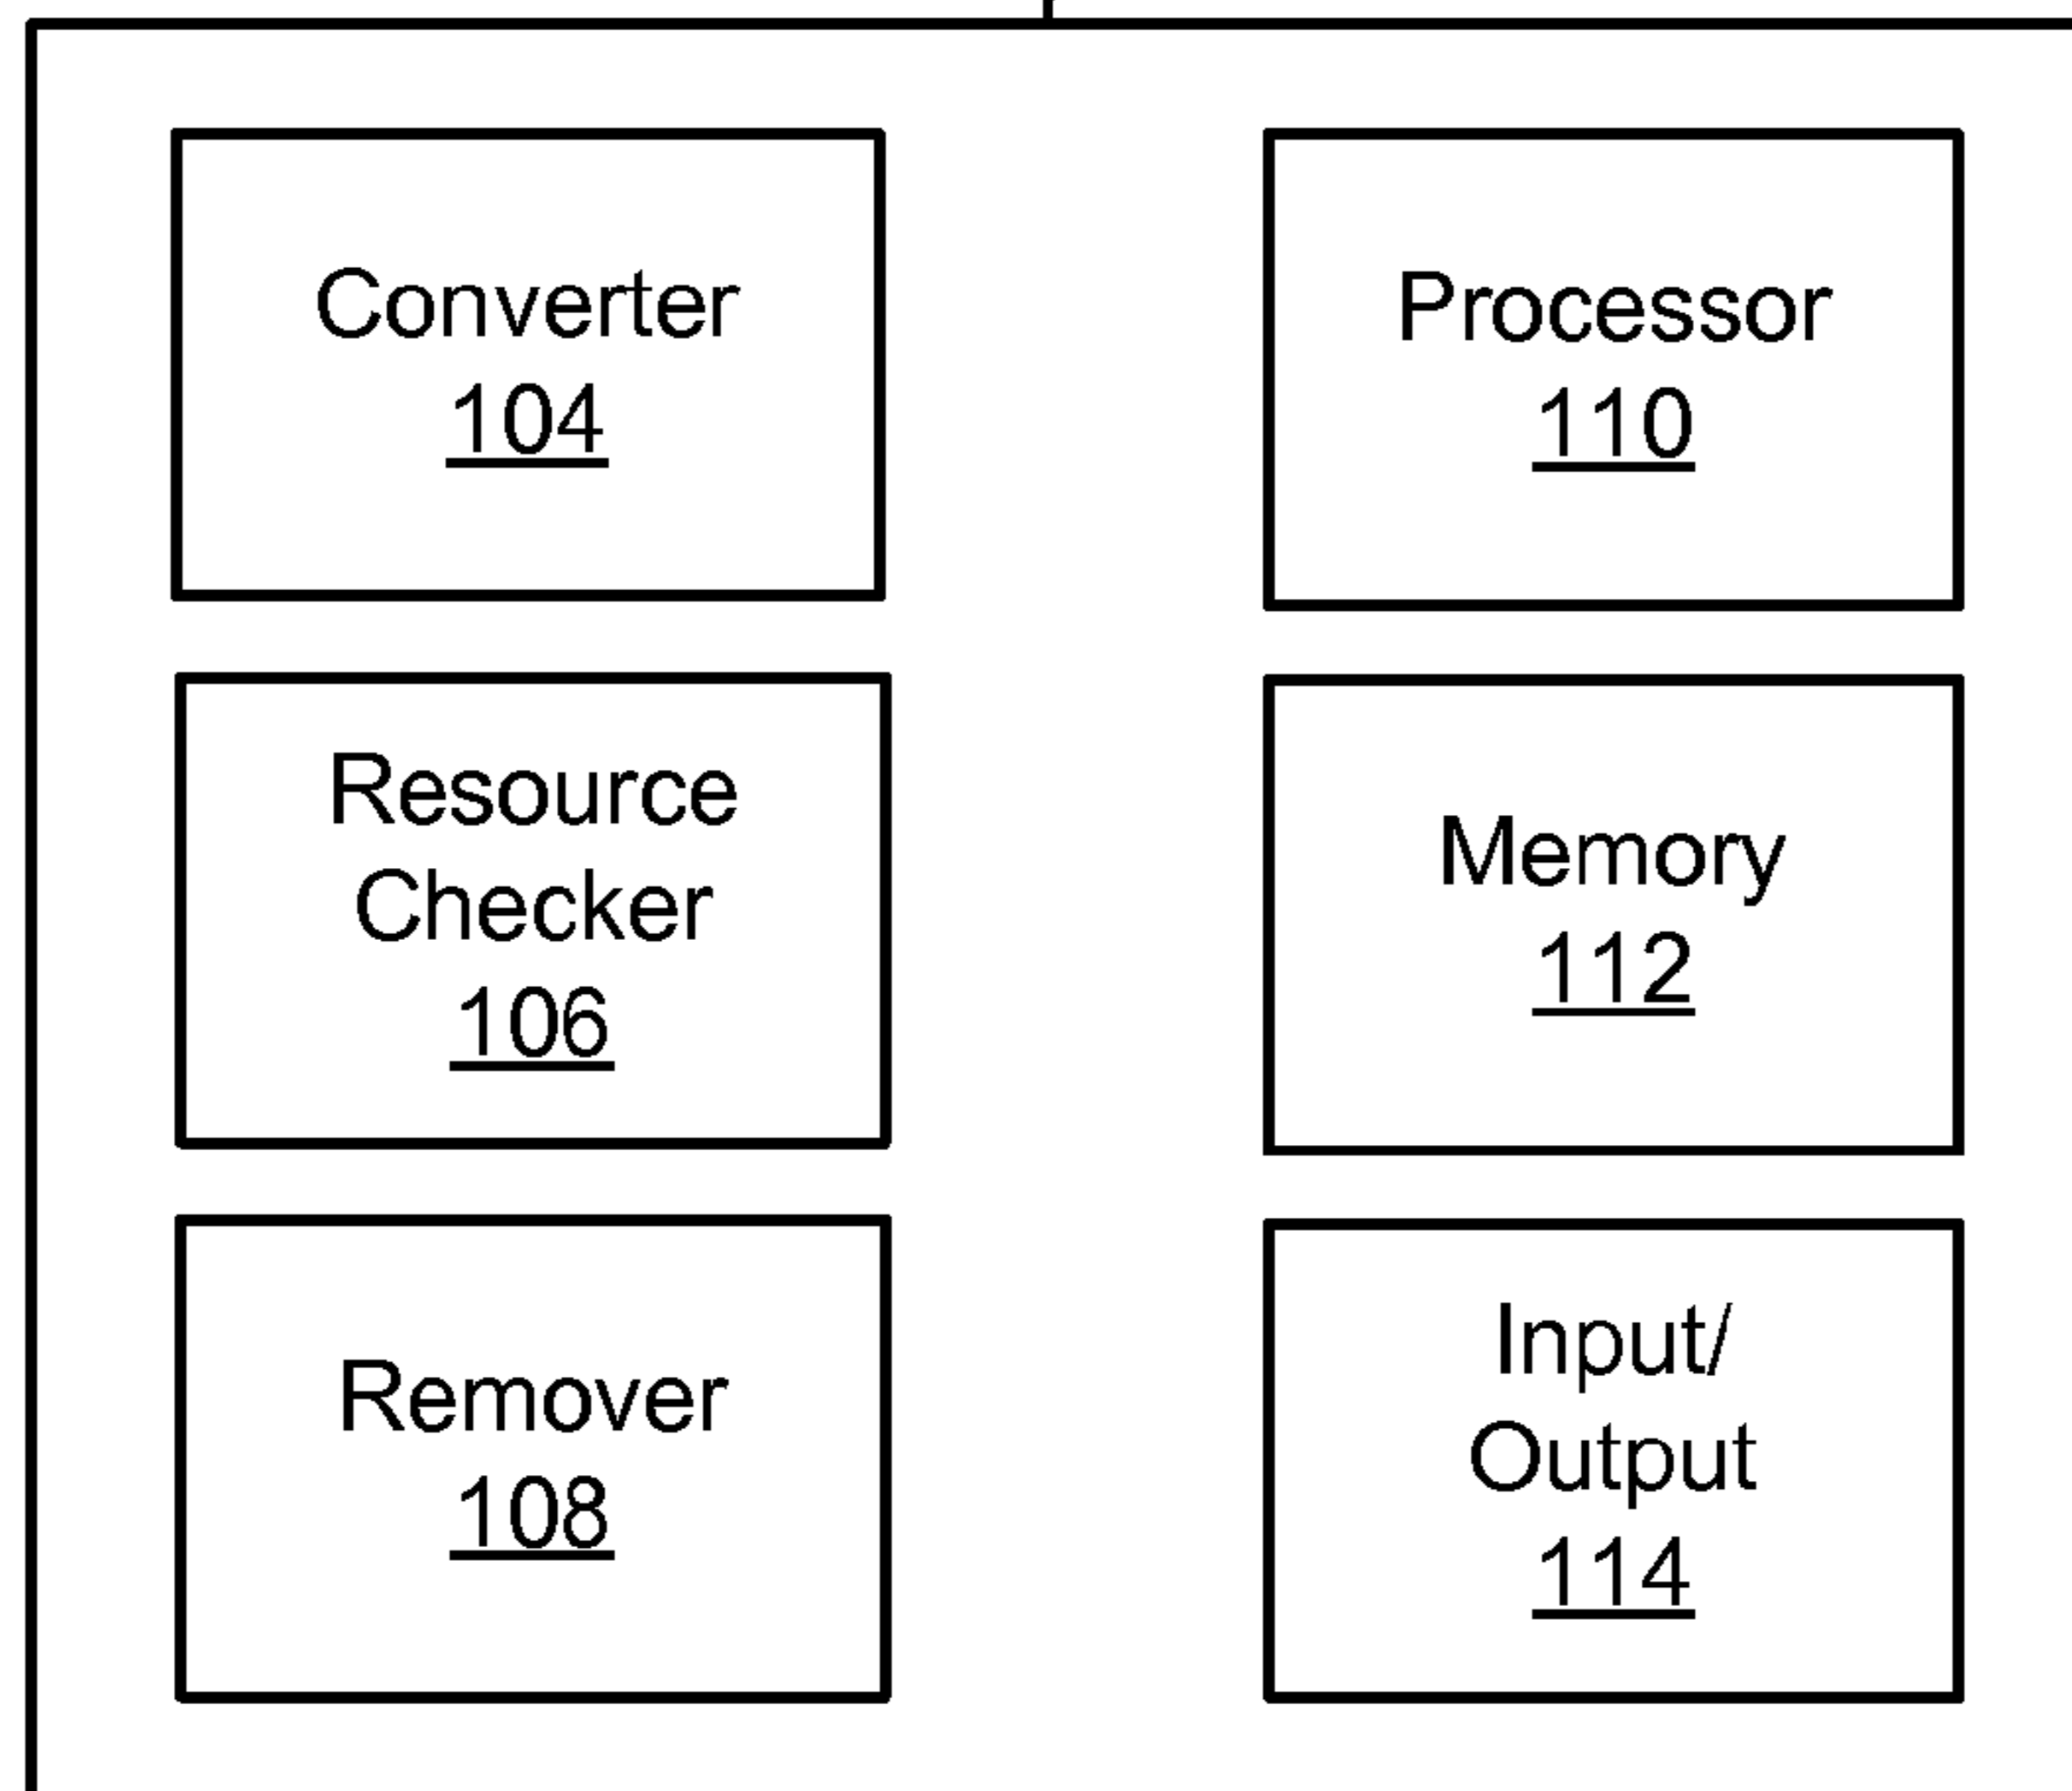 Converter
104
Resource
Checker
106
Remover
108
Processor
110
Memory
112
Input/
Output
114